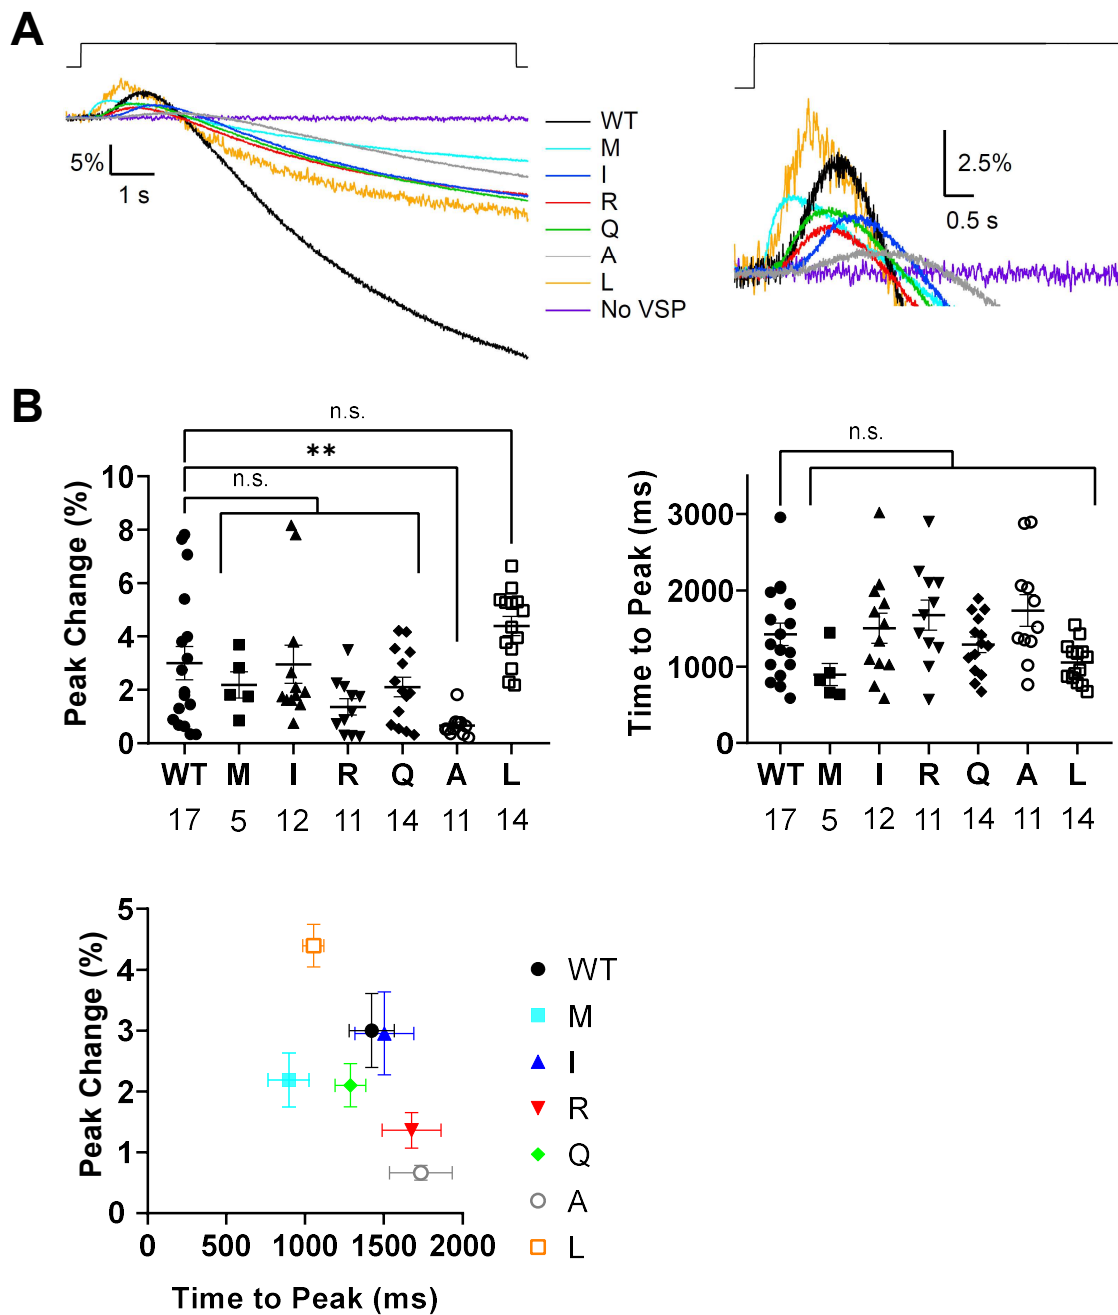 A
5%
1 s
WT
M
I
R
Q
A
L
No VSP
2.5%
0.5 s
B
n.s.
**
n.s.
Peak Change (%)
10
8
6
4
2
0
WT M I R Q A L
17 5 12 11 14 11 14
n.s.
Time to Peak (ms)
3000
2000
1000
0
WT M I R Q A L
17 5 12 11 14 11 14
Peak Change (%)
5
4
3
2
1
0
0 500 1000 1500 2000
Time to Peak (ms)
WT
M
I
R
Q
A
L